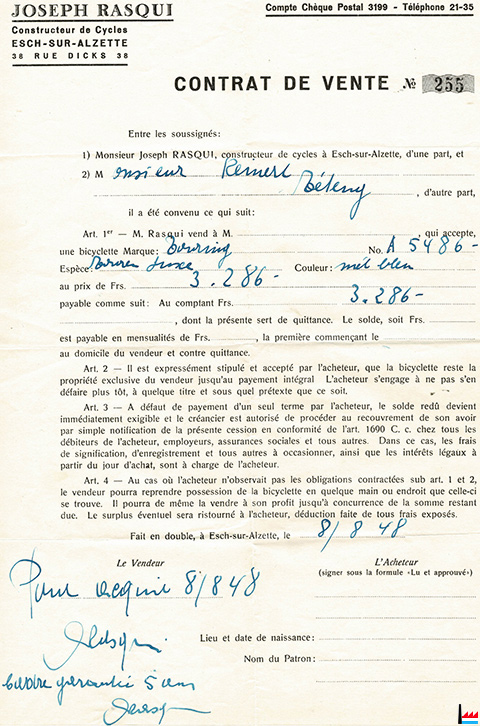 JOSEPH RASQUI
Constructeur de Cycles
ESCH-SUR-ALZETTE
38 RUE DICKS 38
Compte Chèque Postal 3199 - Téléphone 21-35
CONTRAT DE VENTE № 255
Entre les soussignés:
1) Monsieur Joseph RASQUI, constructeur de cycles à Esch-sur-Alzette, d'une part, et
2) M onsieur Reinert
, d'autre part,
il a été convenu ce qui suit:
Art. 1er — M. Rasqui vend à M. , qui accepte,
une bicyclette Marque: No. A 5486-
Espèce: luxe Couleur: mét bleu
au prix de Frs. 3.286-
payable comme suit: Au comptant Frs. 3.286-
, dont la présente sert de quittance. Le solde, soit Frs.
est payable en mensualités de Frs. , la première commençant le
au domicile du vendeur et contre quittance.
Art. 2 — Il est expressément stipulé et accepté par l'acheteur, que la bicyclette reste la
propriété exclusive du vendeur jusqu'au payement intégral L'acheteur s'engage à ne pas s'en
défaire plus tôt, à quelque titre et sous quel prétexte que ce soit.
Art. 3 — A défaut de payement d'un seul terme par l'acheteur, le solde redû devient
immédiatement exigible et le créancier est autorisé de procéder au recouvrement de son avoir
par simple notification de la présente cession en conformité de l'art. 1690 C. c. chez tous les
débiteurs de l'acheteur, employeurs, assurances sociales et tous autres. Dans ce cas, les frais
de signification, d'enregistrement et tous autres à occasionner, ainsi que les intérêts légaux à
partir du jour d'achat, sont à charge de l'acheteur.
Art. 4 — Au cas où l'acheteur n'observait pas les obligations contractées sub art. 1 et 2,
le vendeur pourra reprendre possession de la bicyclette en quelque main ou endroit que celle-ci
se trouve. Il pourra de même la vendre à son profit jusqu'à concurrence de la somme restant
due. Le surplus éventuel sera ristourné à l'acheteur, déduction faite de tous frais exposés.
Fait en double, à Esch-sur-Alzette, le 8/8 48
Le Vendeur
L'Acheteur
(signer sous la formule «Lu et approuvé»)
Pour acquit 8/8 48
Rasqui
Lieu et date de naissance:
Nom du Patron:
Cadre garantie 5 ans
Rasqui